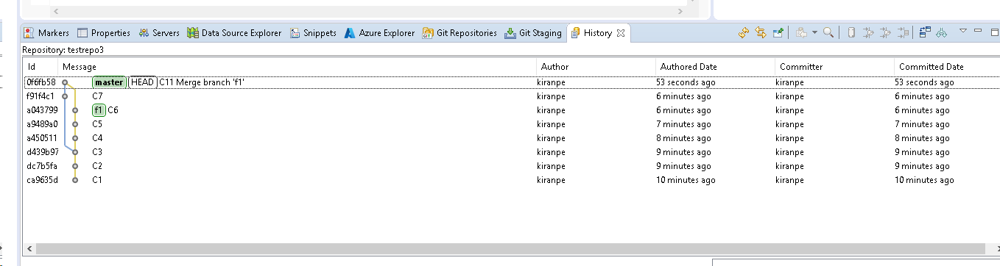 Markers Properties Servers Data Source Explorer Snippets Azure Explorer Git Repositories Git Staging History
Repository: testrepo3
Id Message Author Authored Date Committer Committed Date
0f6fb58 master HEAD C11 Merge branch 'f1' kiranpe 53 seconds ago kiranpe 53 seconds ago
f91f4c1 C7 kiranpe 6 minutes ago kiranpe 6 minutes ago
a043799 f1 C6 kiranpe 6 minutes ago kiranpe 6 minutes ago
a9489a0 C5 kiranpe 7 minutes ago kiranpe 7 minutes ago
a450511 C4 kiranpe 8 minutes ago kiranpe 8 minutes ago
d439b97 C3 kiranpe 9 minutes ago kiranpe 9 minutes ago
dc7b5fa C2 kiranpe 9 minutes ago kiranpe 9 minutes ago
ca9635d C1 kiranpe 10 minutes ago kiranpe 10 minutes ago